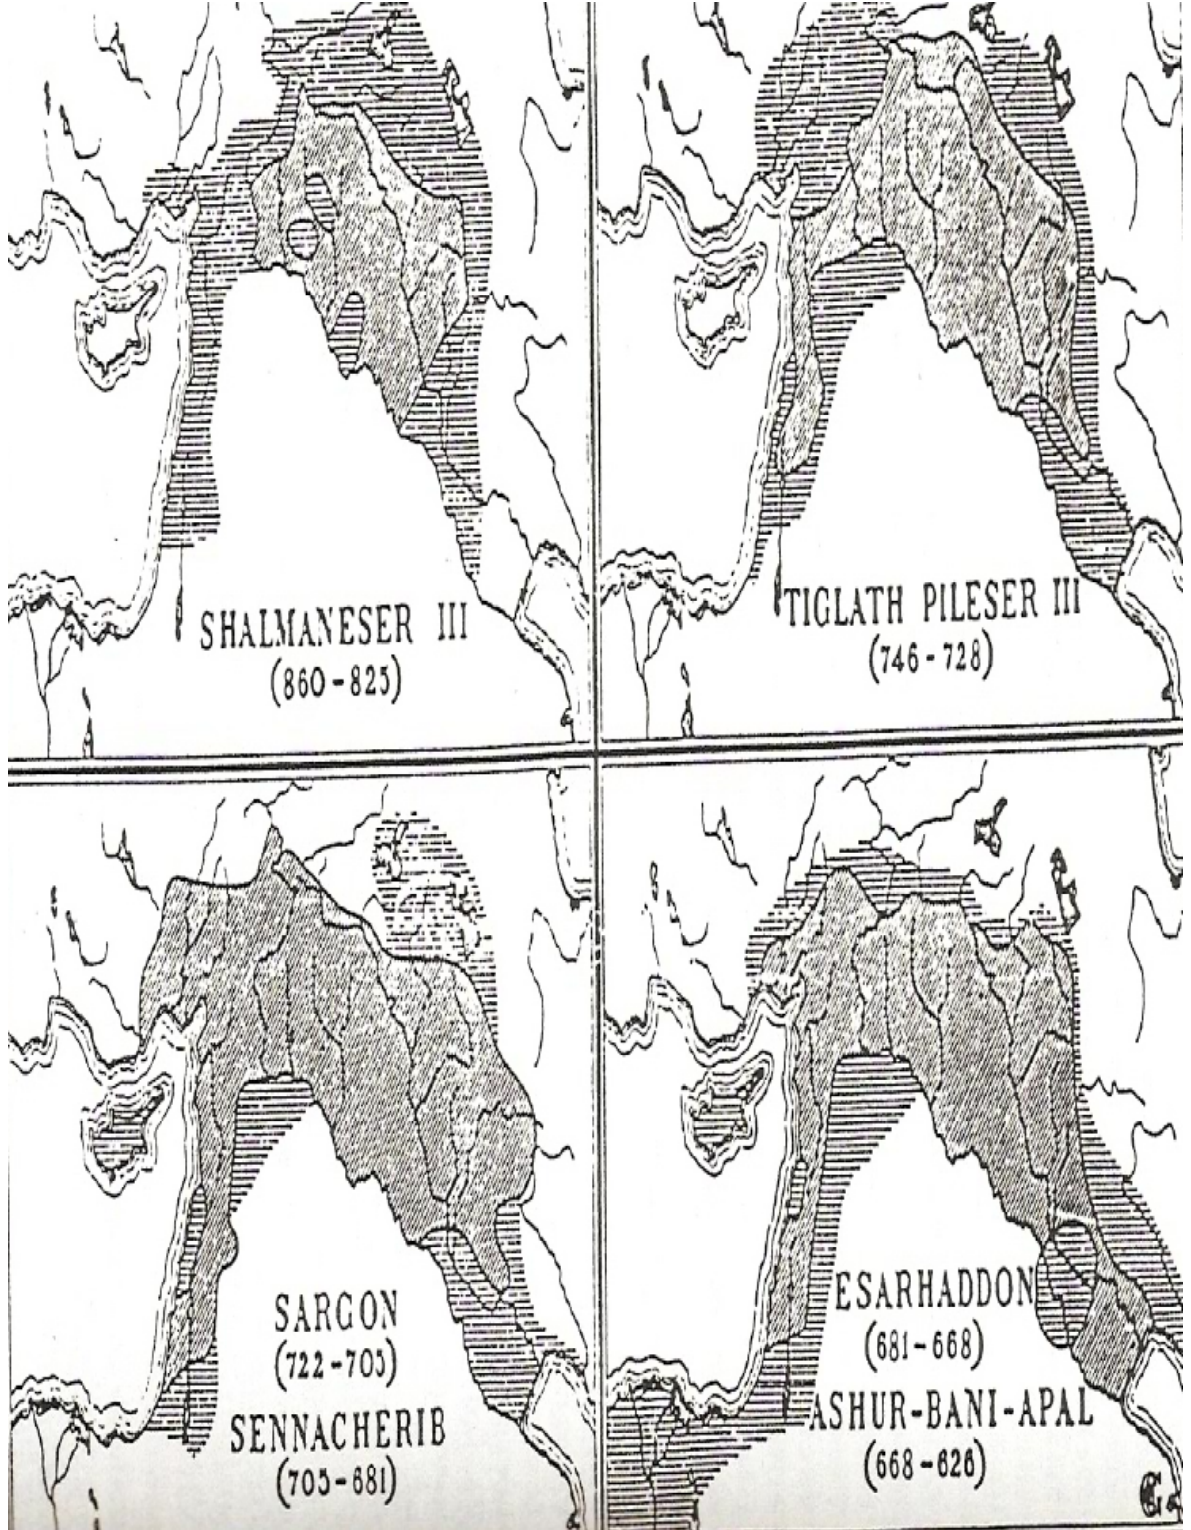 SHALMANESER III
(860-825)
TIGLATH PILESER III
(746-728)
SARGON
(722-705)
SENNACHERIB
(705-681)
ESARHADDON
(681-668)
ASHUR-BANI-APAL
(668-626)